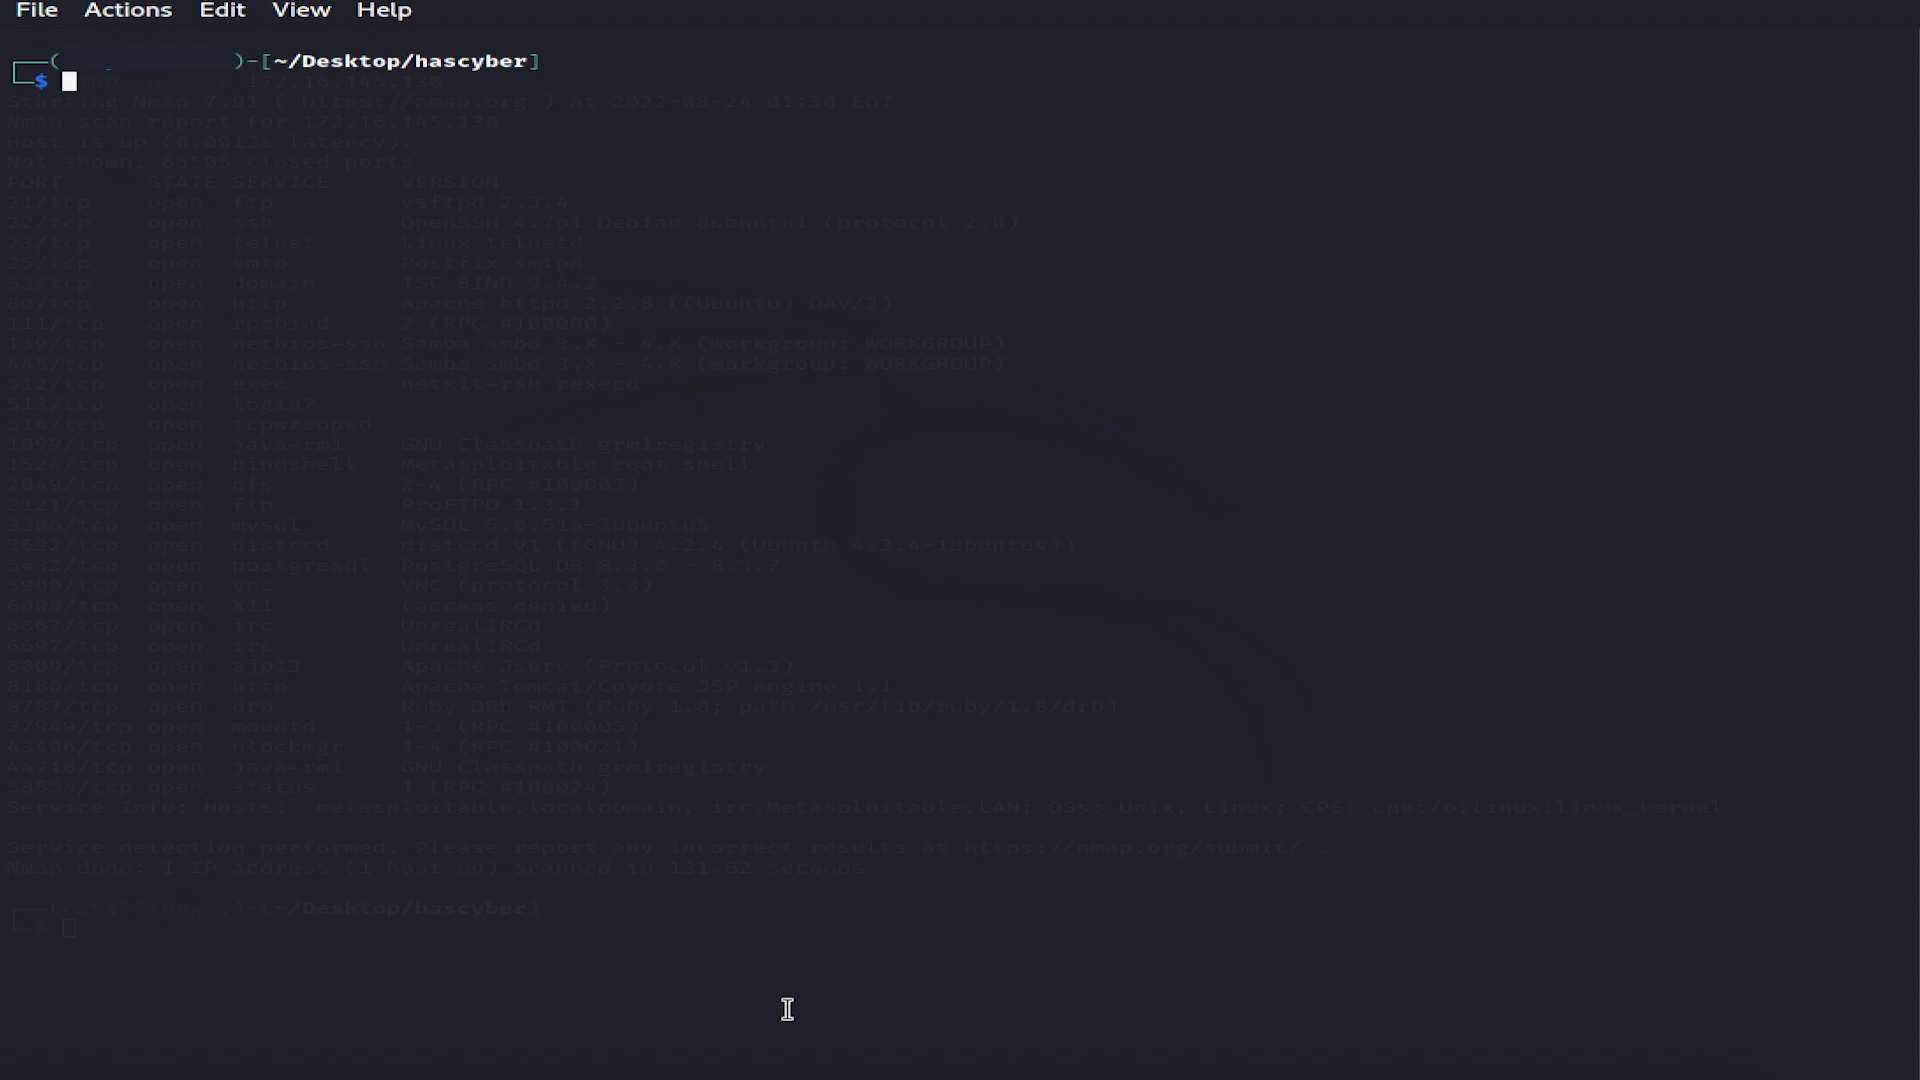 File Actions Edit View Help
┌──( )-[~/Desktop/hascyber]
└─$ nmap 172.16.145.130
Starting Nmap 7.91 ( https://nmap.org ) at 2022-08-24 01:30 EDT
Nmap scan report for 172.16.145.130
Host is up (0.0013s latency).
Not shown: 65505 closed ports
PORT STATE SERVICE VERSION
21/tcp open ftp vsftpd 2.3.4
22/tcp open ssh OpenSSH 4.7p1 Debian 8ubuntu1 (protocol 2.0)
23/tcp open telnet Linux telnetd
25/tcp open smtp Postfix smtpd
53/tcp open domain ISC BIND 9.4.2
80/tcp open http Apache httpd 2.2.8 ((Ubuntu) DAV/2)
111/tcp open rpcbind 2 (RPC #100000)
139/tcp open netbios-ssn Samba smbd 3.X - 4.X (workgroup: WORKGROUP)
445/tcp open netbios-ssn Samba smbd 3.X - 4.X (workgroup: WORKGROUP)
512/tcp open exec netkit-rsh rexecd
513/tcp open login?
514/tcp open tcpwrapped
1099/tcp open java-rmi GNU Classpath grmiregistry
1524/tcp open bindshell Metasploitable root shell
2049/tcp open nfs 2-4 (RPC #100003)
2121/tcp open ftp ProFTPD 1.3.1
3306/tcp open mysql MySQL 5.0.51a-3ubuntu5
3632/tcp open distccd distccd v1 ((GNU) 4.2.4 (Ubuntu 4.2.4-1ubuntu4))
5432/tcp open postgresql PostgreSQL DB 8.3.0 - 8.3.7
5900/tcp open vnc VNC (protocol 3.3)
6000/tcp open X11 (access denied)
6667/tcp open irc UnrealIRCd
6697/tcp open irc UnrealIRCd
8009/tcp open ajp13 Apache Jserv (Protocol v1.3)
8180/tcp open http Apache Tomcat/Coyote JSP engine 1.1
8787/tcp open drb Ruby DRb RMI (Ruby 1.8; path /usr/lib/ruby/1.8/drb)
37949/tcp open mountd 1-3 (RPC #100005)
43406/tcp open nlockmgr 1-4 (RPC #100021)
44718/tcp open java-rmi GNU Classpath grmiregistry
58554/tcp open status 1 (RPC #100024)
Service Info: Hosts: metasploitable.localdomain, irc.Metasploitable.LAN; OSs: Unix, Linux; CPE: cpe:/o:linux:linux_kernel
Service detection performed. Please report any incorrect results at https://nmap.org/submit/ .
Nmap done: 1 IP address (1 host up) scanned in 131.82 seconds
┌──( )-[~/Desktop/hascyber]
└─$